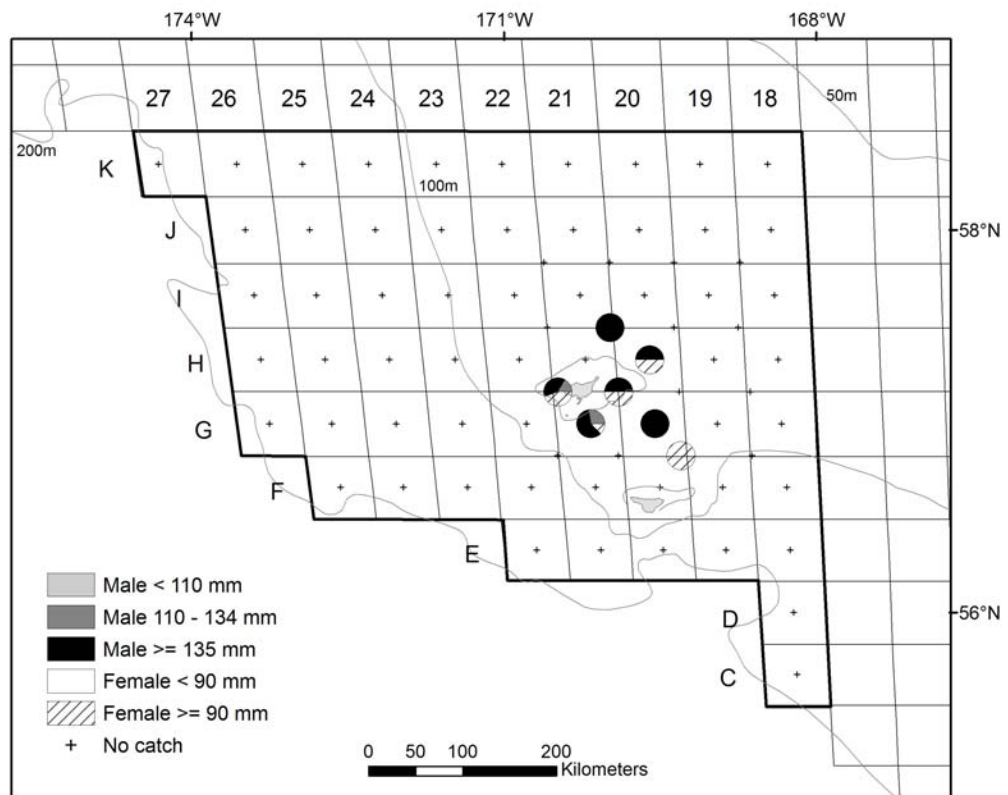 174°W 171°W 168°W
27 26 25 24 23 22 21 20 19 18
50m
200m
K
100m
J
58°N
I
H
G
F
E
Male < 110 mm
Male 110 - 134 mm
D
56°N
Male >= 135 mm
Female < 90 mm
C
Female >= 90 mm
No catch
0 50 100 200
Kilometers